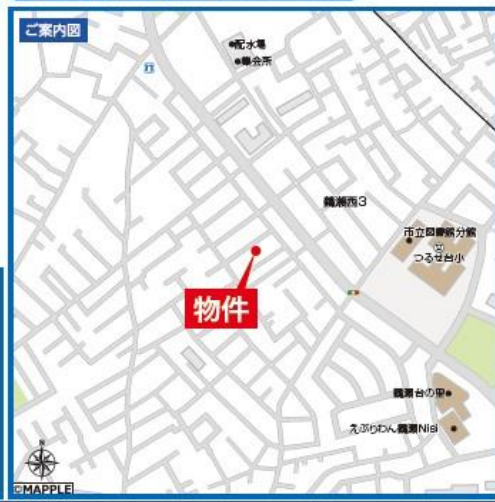 ご案内図
●配水場
●集会所
鶴瀬西3
市立図書館分館
つるせ台小
物件
鶴瀬台の里●
えぶりわん鶴瀬Nisi
N
©MAPPLE